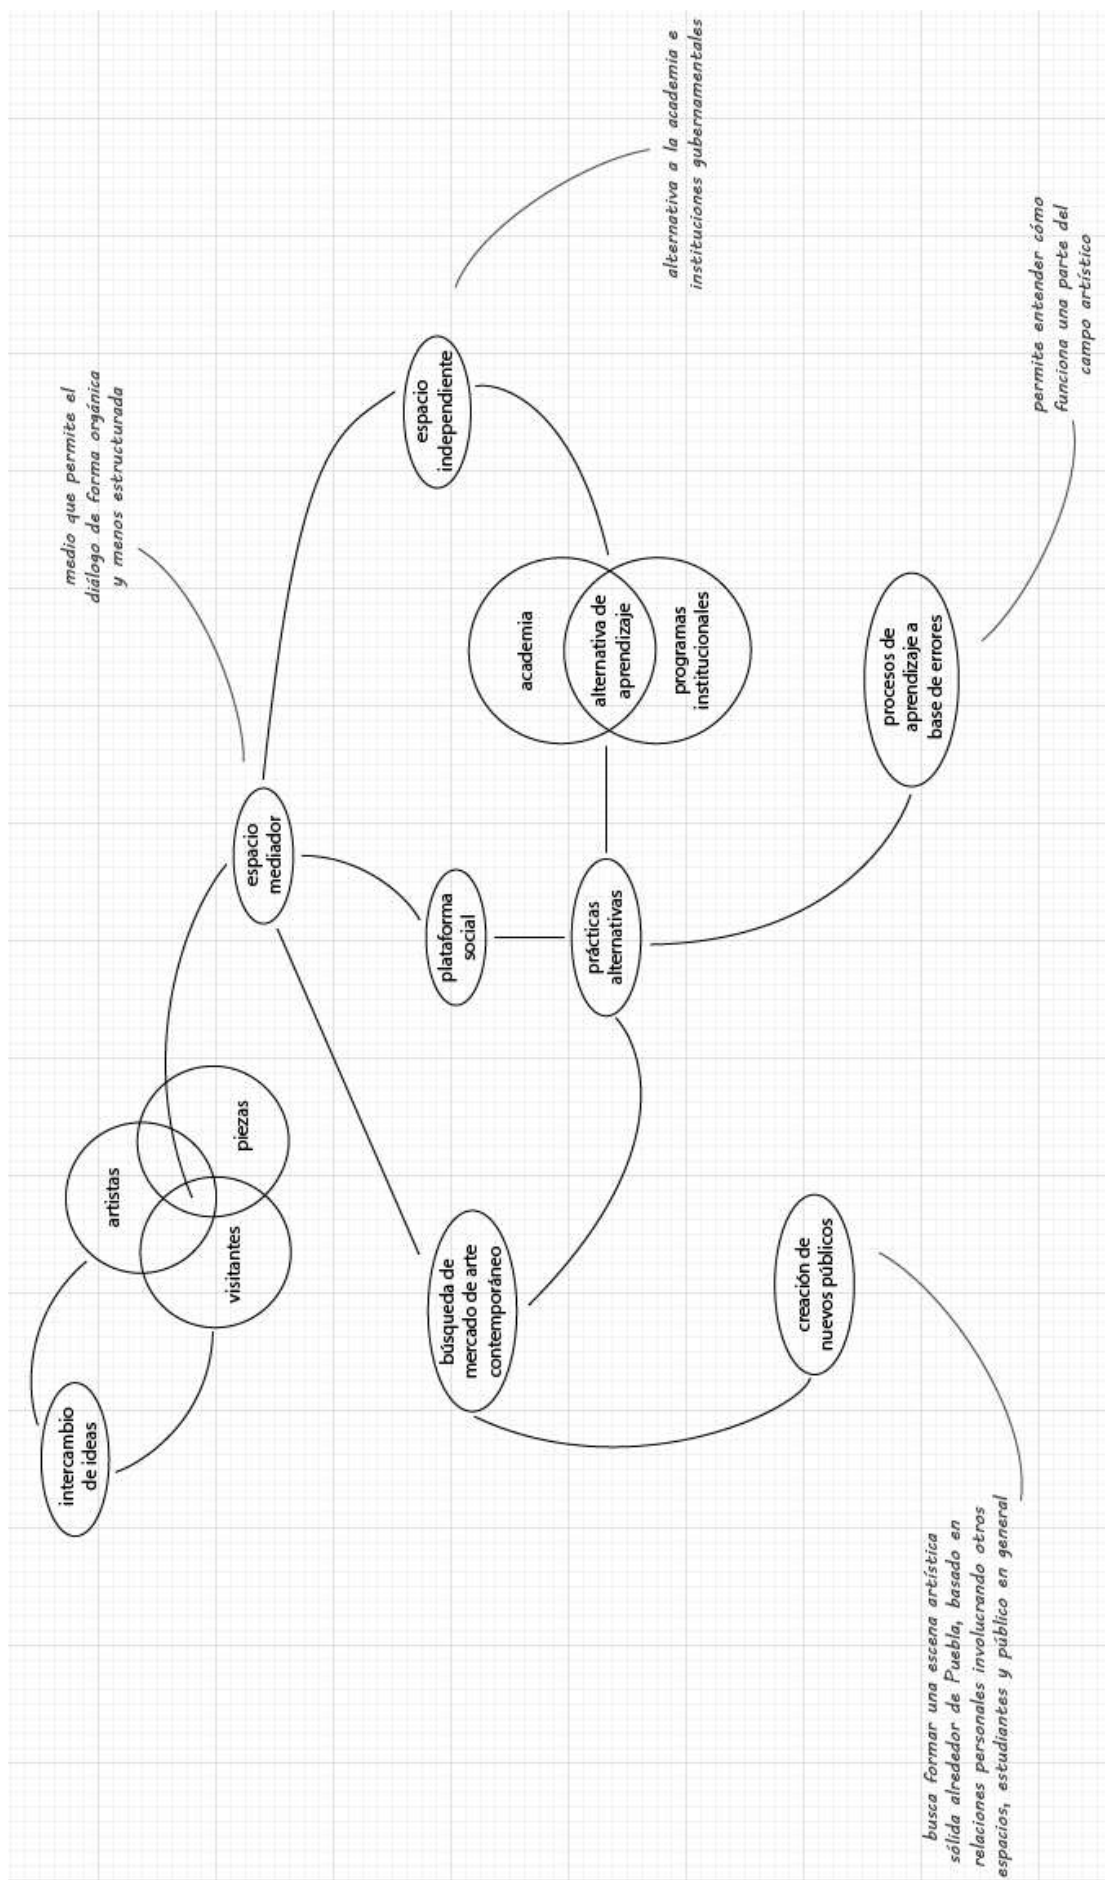 intercambio
de ideas
artistas
visitantes
piezas
medio que permite el
diálogo de forma orgánica
y menos estructurada
espacio
mediador
búsqueda de
mercado de arte
contemporáneo
plataforma
social
espacio
independiente
alternativa a la academia e
instituciones gubernamentales
prácticas
alternativas
academia
alternativa de
aprendizaje
programas
institucionales
creación de
nuevos públicos
procesos de
aprendizaje a
base de errores
permite entender cómo
funciona una parte del
campo artístico
busca formar una escena artística
sólida alrededor de Puebla, basado en
relaciones personales involucrando otros
espacios, estudiantes y público en general